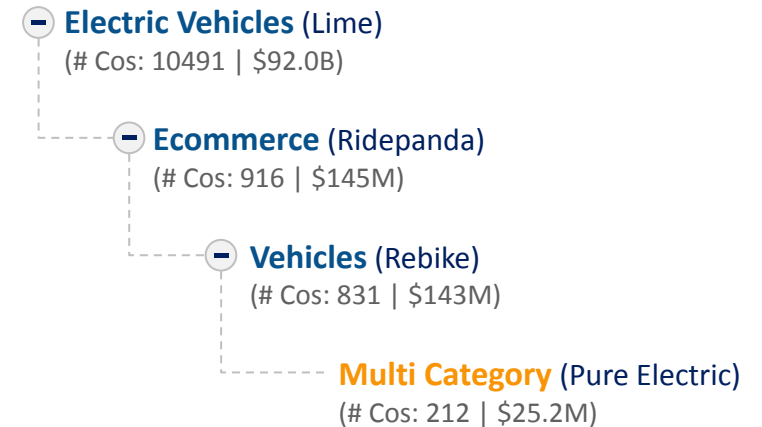 Electric Vehicles (Lime)
(# Cos: 10491 | $92.0B)
Ecommerce (Ridepanda)
(# Cos: 916 | $145M)
Vehicles (Rebike)
(# Cos: 831 | $143M)
Multi Category (Pure Electric)
(# Cos: 212 | $25.2M)